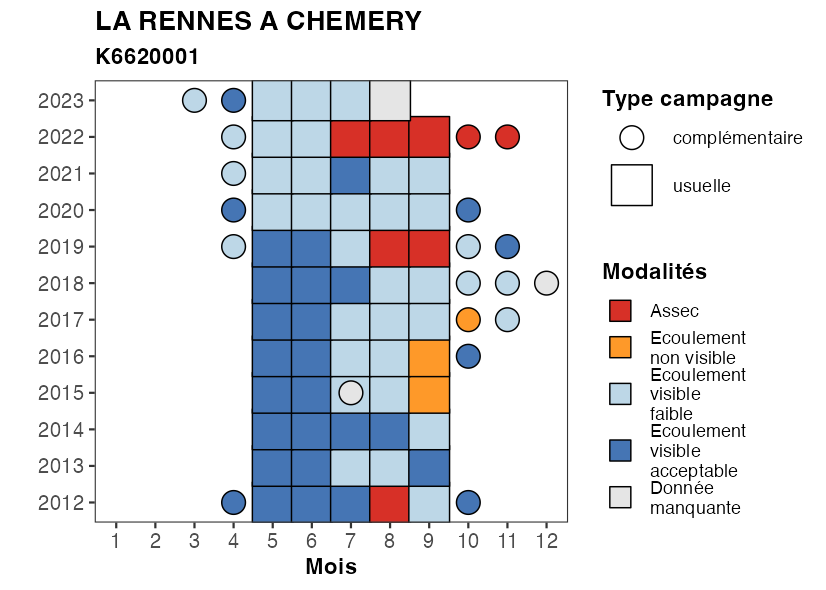 LA RENNES A CHEMERY
K6620001
2023
2022
2021
2020
2019
2018
2017
2016
2015
2014
2013
2012
1 2 3 4 5 6 7 8 9 10 11 12
Mois
Type campagne
complémentaire
usuelle
Modalités
Assec
Ecoulement
non visible
Ecoulement
visible
faible
Ecoulement
visible
acceptable
Donnée
manquante